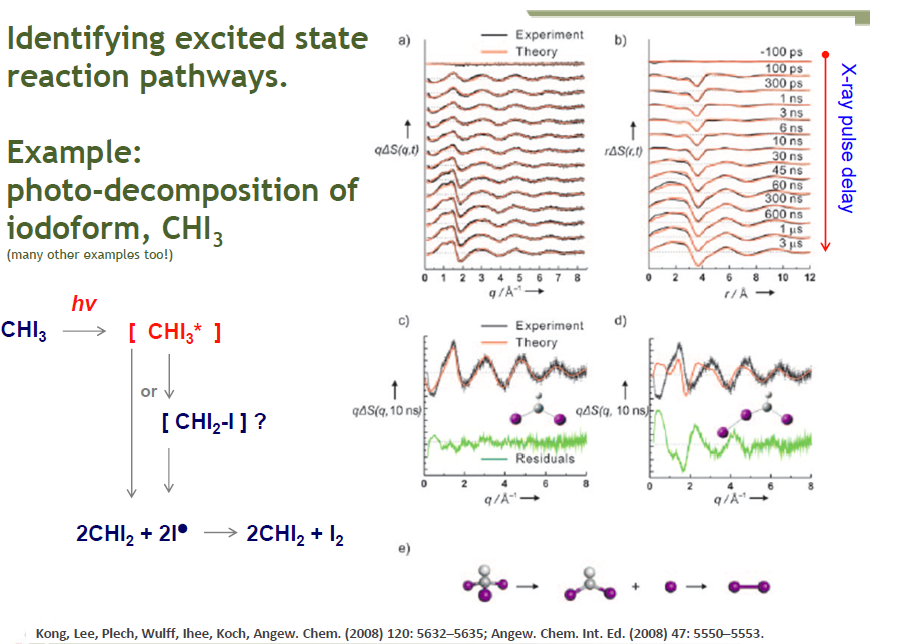 Identifying excited state
reaction pathways.
Example:
photo-decomposition of
iodoform, CHI₃
(many other examples too!)
hv
CHI₃ → [ CHI₃* ]
or
[ CHI₂-I ] ?
2CHI₂ + 2I● → 2CHI₂ + I₂
a)
Experiment
Theory
qΔS(q,t)
0 1 2 3 4 5 6 7 8
q/Å⁻¹ →
b)
-100 ps
100 ps
300 ps
1 ns
3 ns
6 ns
10 ns
30 ns
45 ns
60 ns
300 ns
600 ns
1 µs
3 µs
rΔS(r,t)
0 2 4 6 8 10 12
r/Å →
X-ray pulse delay
c)
Experiment
Theory
qΔS(q, 10 ns)
Residuals
0 2 4 6 8
q/Å⁻¹ →
d)
qΔS(q, 10 ns)
0 2 4 6 8
q/Å⁻¹ →
e)
→ + →
Kong, Lee, Plech, Wulff, Ihee, Koch, Angew. Chem. (2008) 120: 5632–5635; Angew. Chem. Int. Ed. (2008) 47: 5550–5553.